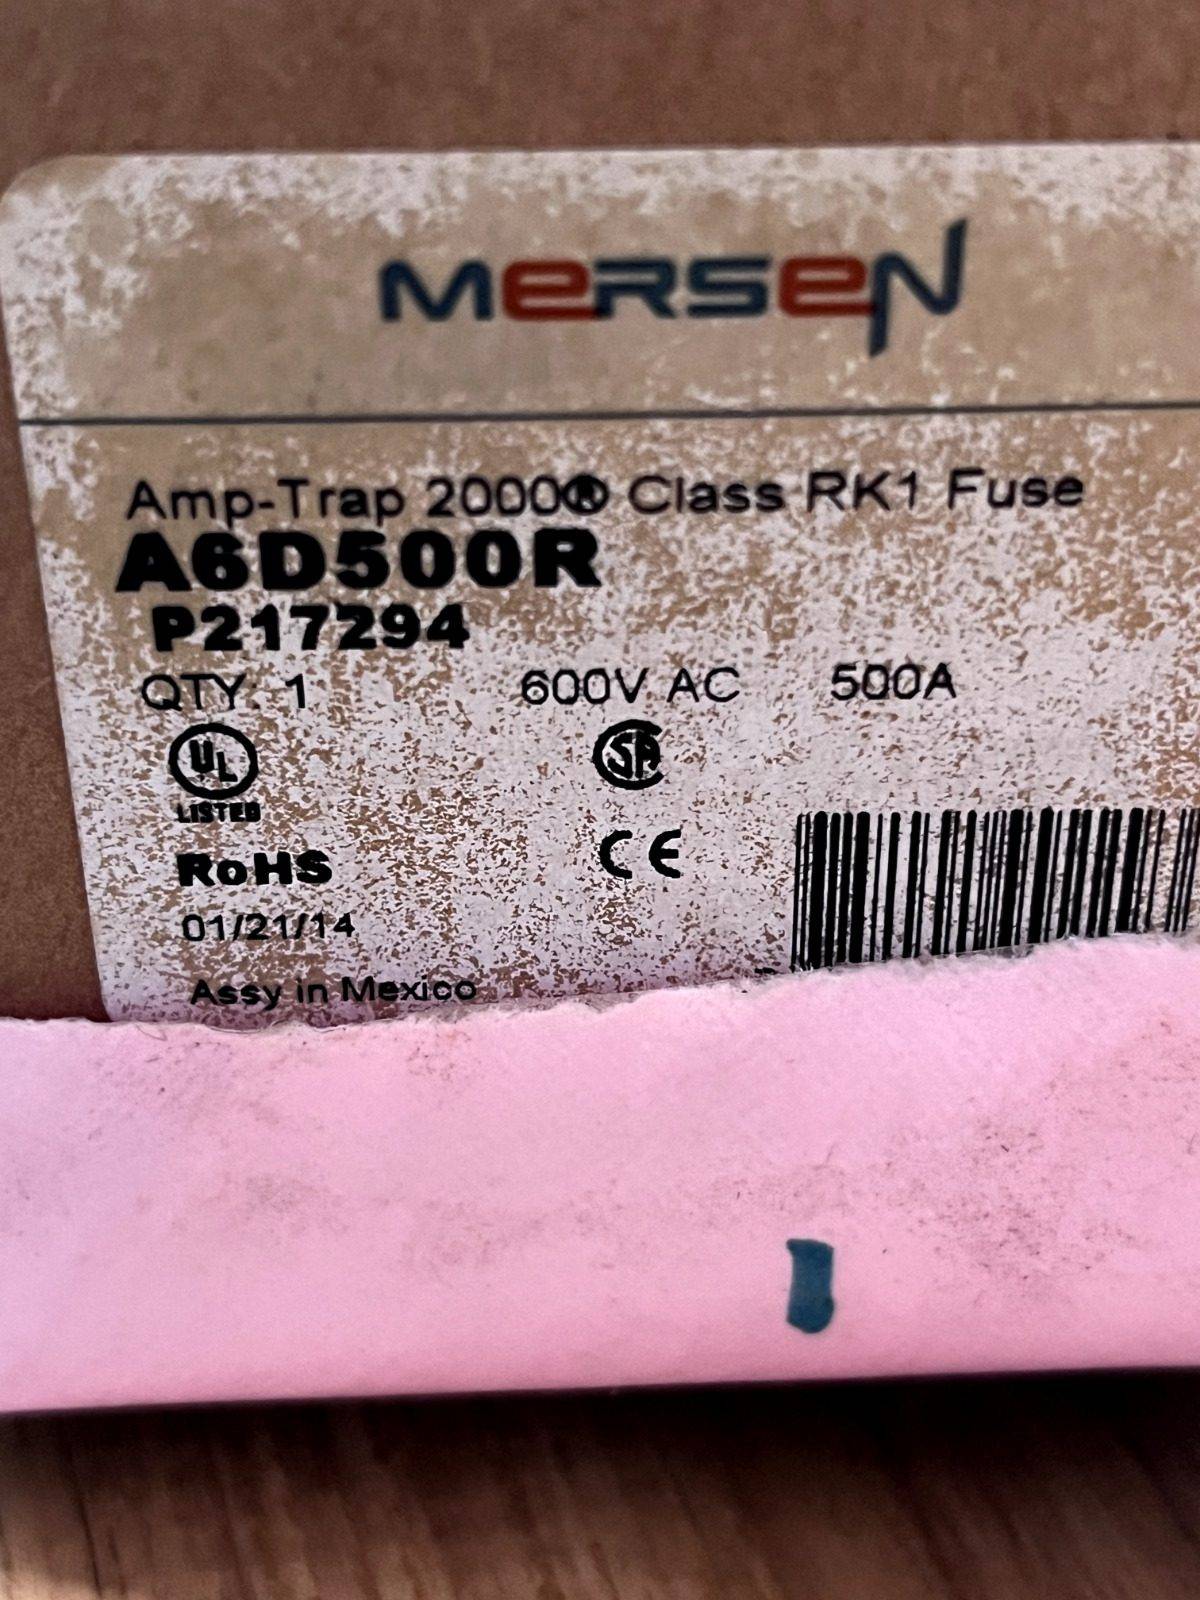 MERSEN
Amp-Trap 2000® Class RK1 Fuse
A6D500R
P217294
QTY: 1 600V AC 500A
UL SA
LISTED
CE
RoHS
01/21/14
Assy in Mexico